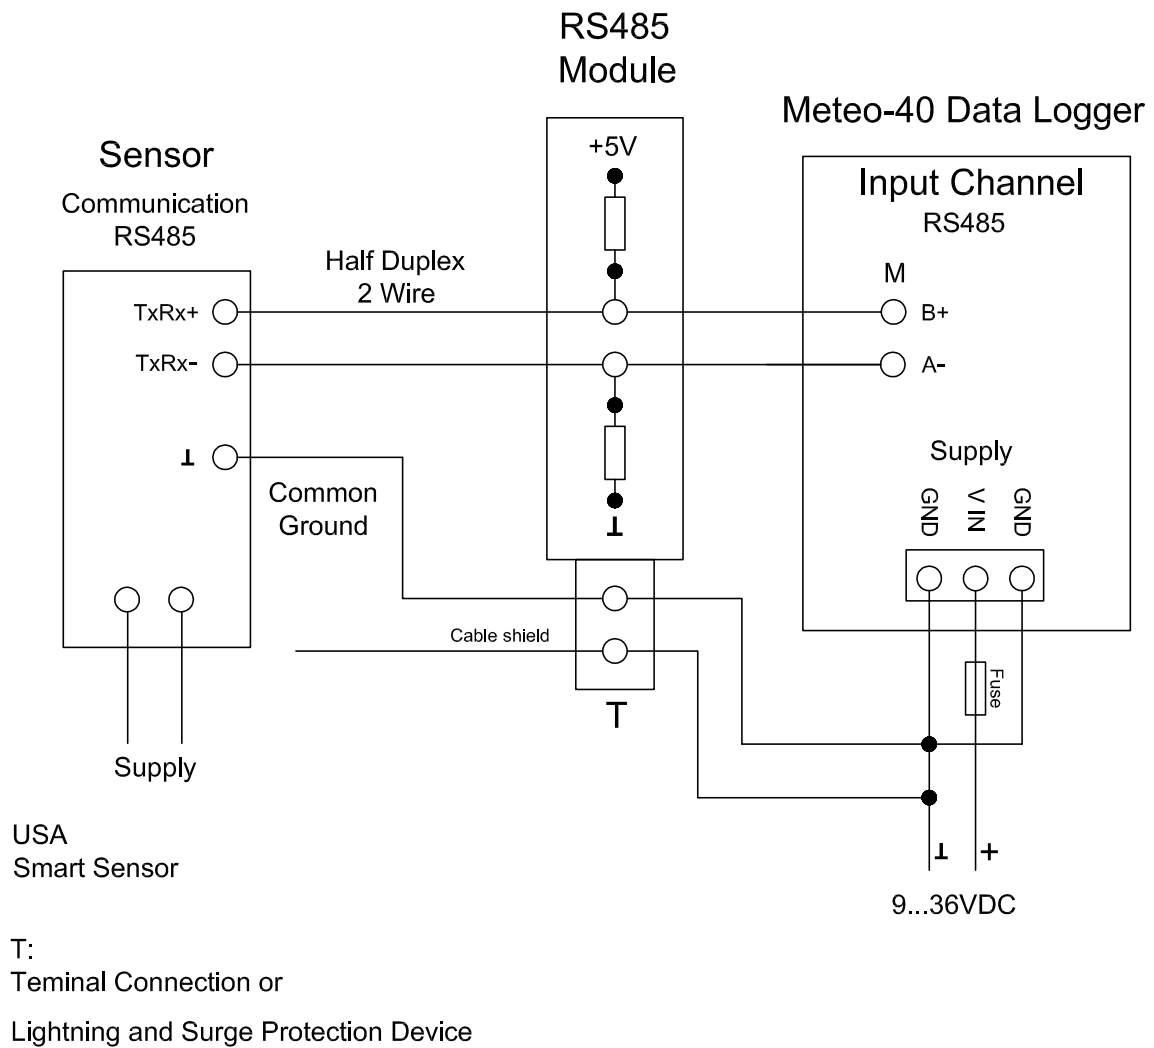 RS485
Module
Meteo-40 Data Logger
Sensor
Communication
RS485
+5V
Input Channel
RS485
Half Duplex
2 Wire
M
TxRx+
B+
TxRx-
A-
Supply
⊥
Common
Ground
GND
V IN
GND
⊥
Cable shield
Fuse
T
Supply
USA
Smart Sensor
⊥
+
9...36VDC
T:
Teminal Connection or
Lightning and Surge Protection Device